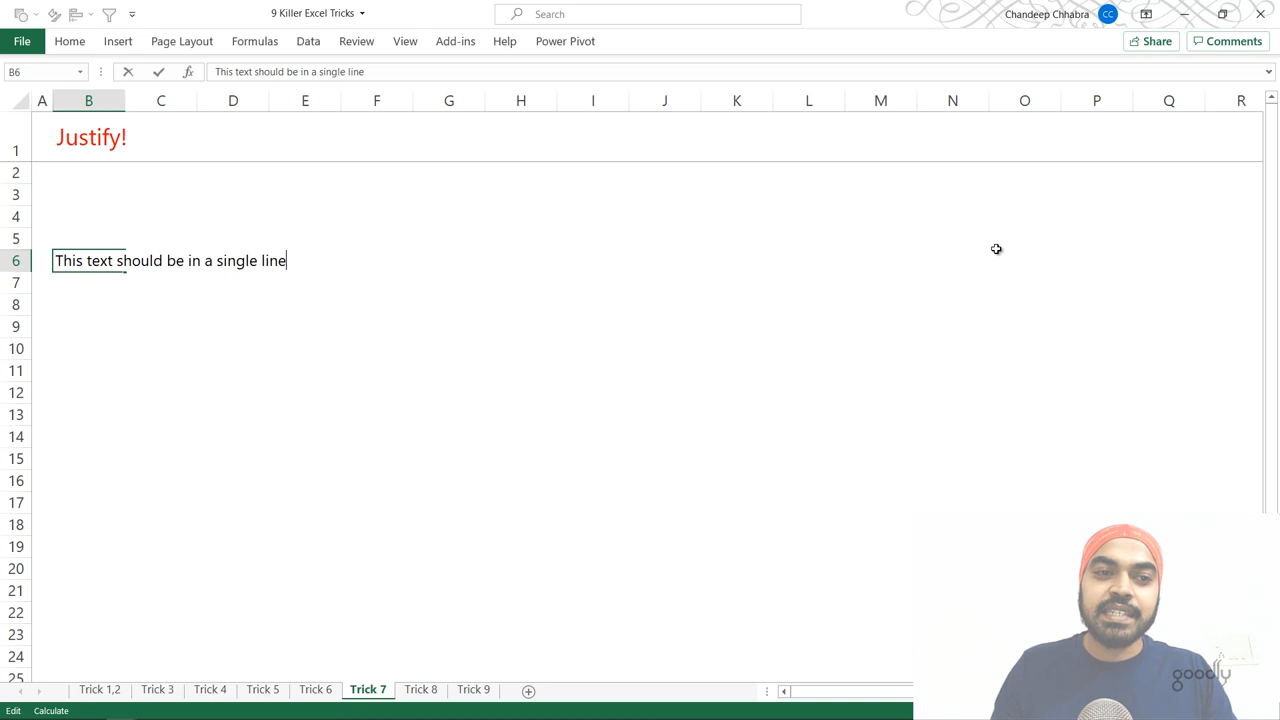 9 Killer Excel Tricks
Search
Chandeep Chhabra
CC
File
Home
Insert
Page Layout
Formulas
Data
Review
View
Add-ins
Help
Power Pivot
Share
Comments
B6
fx
This text should be in a single line
A B C D E F G H I J K L M N O P Q R
1
Justify!
2
3
4
5
6
This text should be in a single line
7
8
9
10
11
12
13
14
15
16
17
18
19
20
21
22
23
24
25
goodly
Trick 1,2
Trick 3
Trick 4
Trick 5
Trick 6
Trick 7
Trick 8
Trick 9
Edit
Calculate